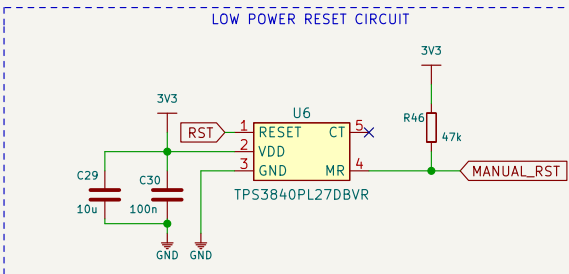 LOW POWER RESET CIRCUIT
3V3
3V3
U6
R46
47k
RST
1 RESET CT 5
2 VDD
3 GND MR 4
MANUAL_RST
C29
10u
C30
100n
TPS3840PL27DBVR
GND GND